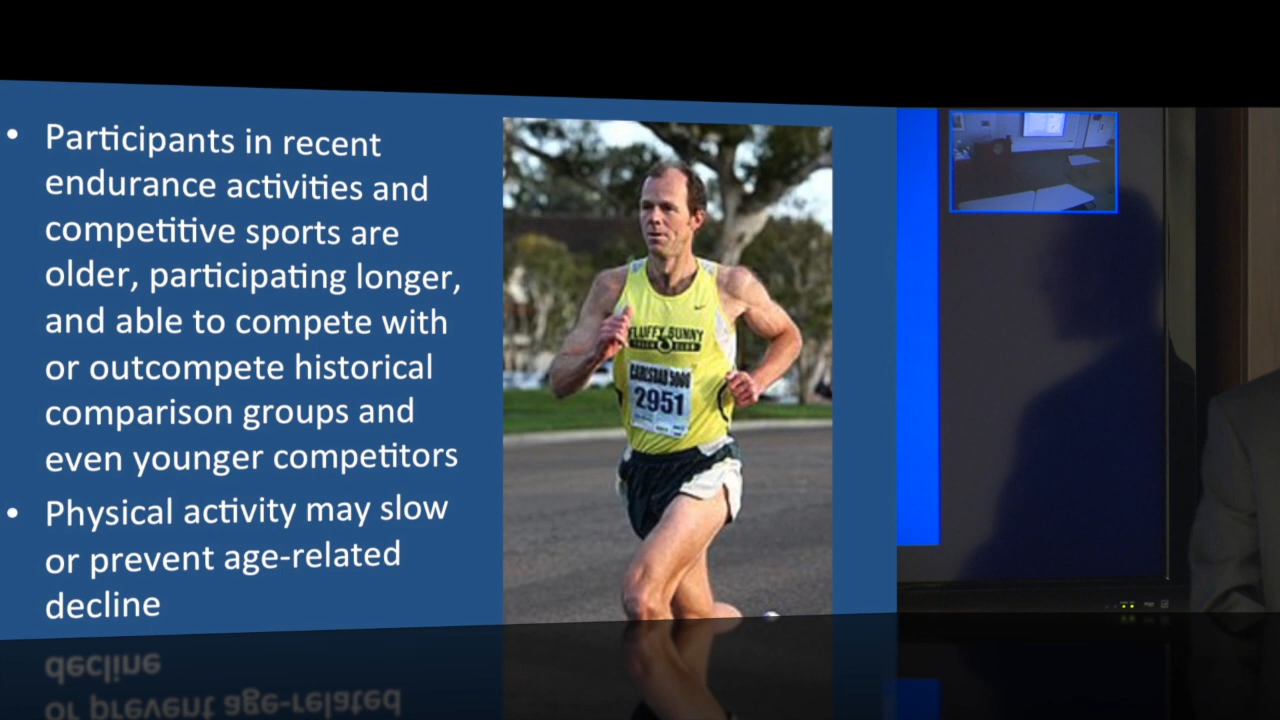 • Participants in recent
endurance activities and
competitive sports are
older, participating longer,
and able to compete with
or outcompete historical
comparison groups and
even younger competitors
• Physical activity may slow
or prevent age-related
decline
FLUFFY BUNNY
TRACK CLUB
CARLSBAD 5000
2951